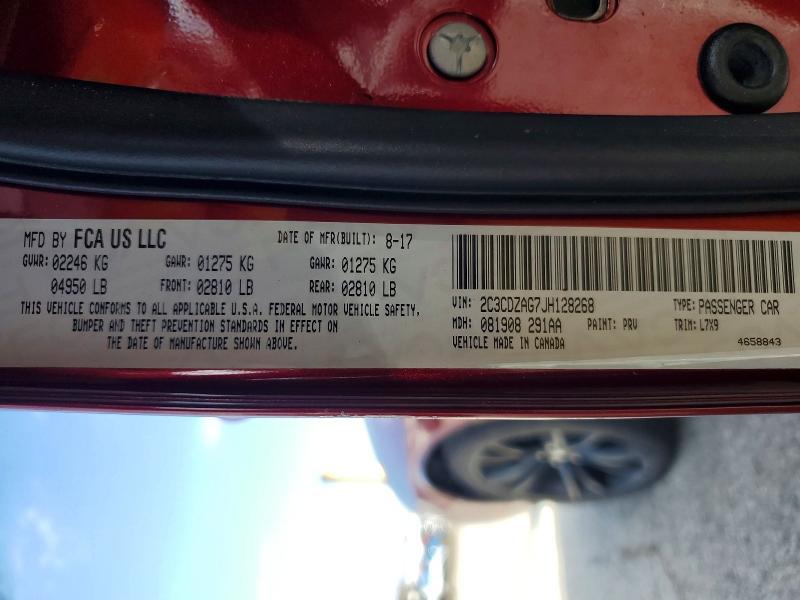 MFD BY FCA US LLC
DATE OF MFR(BUILT): 8-17
GVWR: 02246 KG GAWR: 01275 KG GAWR: 01275 KG
04950 LB FRONT: 02810 LB REAR: 02810 LB
THIS VEHICLE CONFORMS TO ALL APPLICABLE U.S.A. FEDERAL MOTOR VEHICLE SAFETY,
BUMPER AND THEFT PREVENTION STANDARDS IN EFFECT ON
THE DATE OF MANUFACTURE SHOWN ABOVE.
VIN: 2C3CDZAG7JH128268 TYPE: PASSENGER CAR
MDH: 081908 291AA PAINT: PRV TRIM: L7X9
VEHICLE MADE IN CANADA 4658843